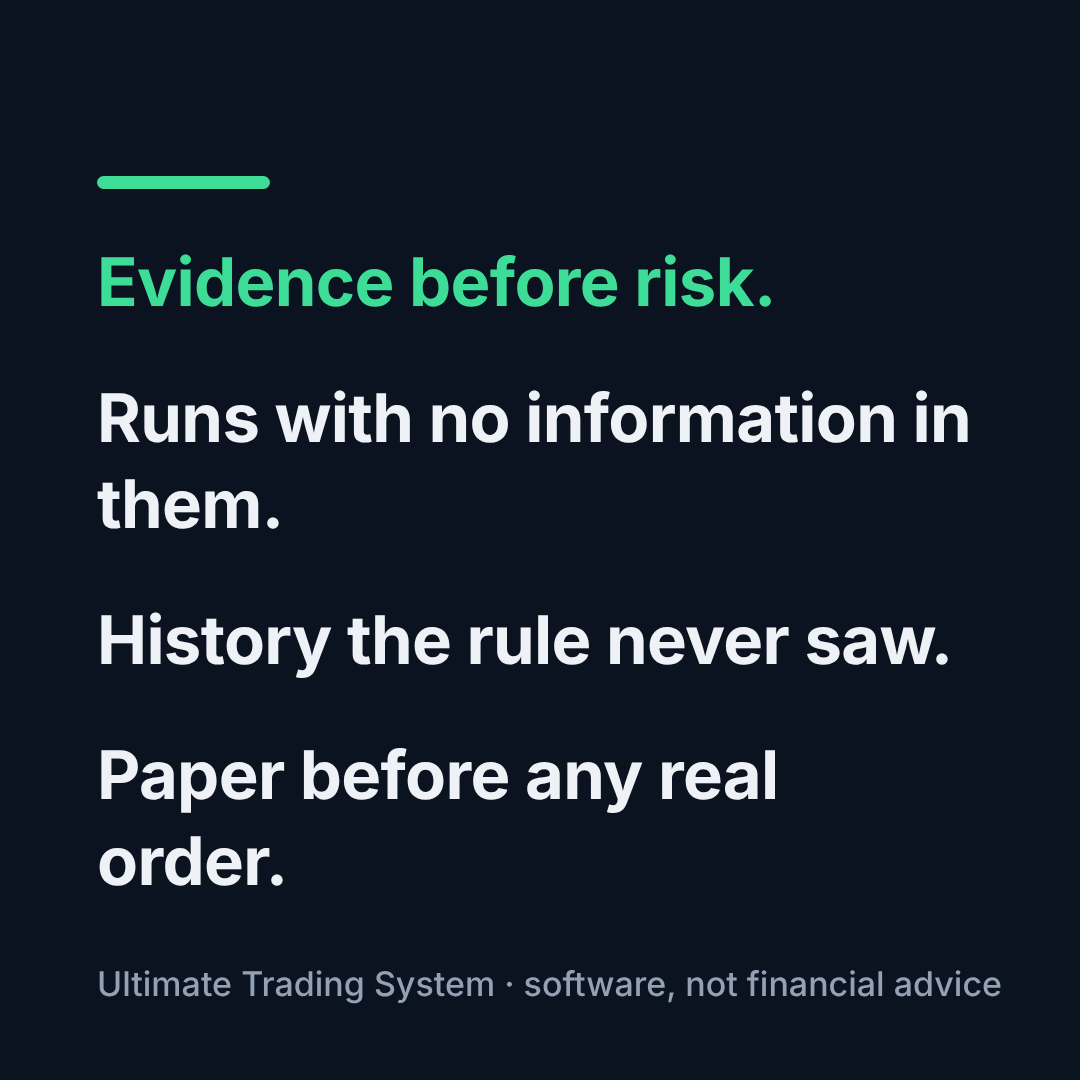 Evidence before risk.
Runs with no information in
them.
History the rule never saw.
Paper before any real
order.
Ultimate Trading System · software, not financial advice